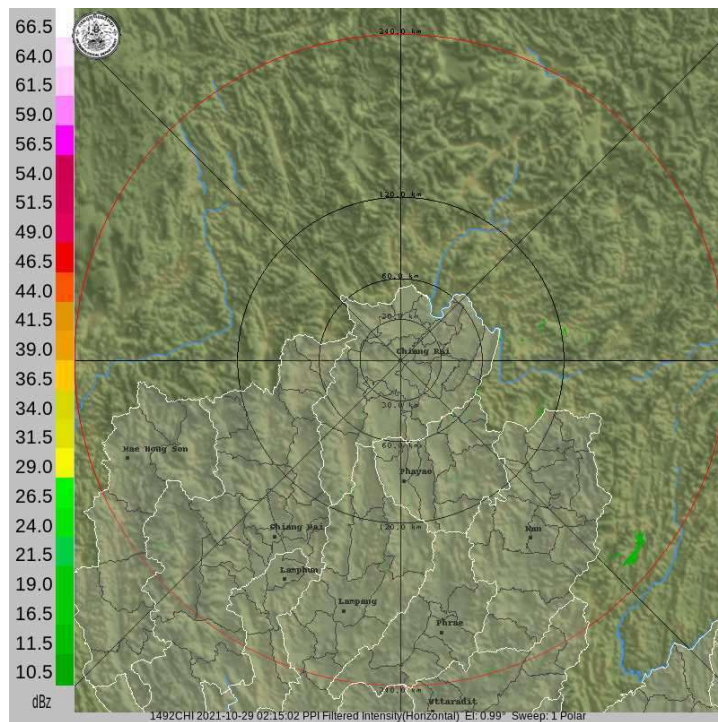 66.5
64.0
61.5
59.0
56.5
54.0
51.5
49.0
46.5
44.0
41.5
39.0
36.5
34.0
31.5
29.0
26.5
24.0
21.5
19.0
16.5
13.5
10.5
dBz
240.0 km
120.0 km
60.0 km
30.0 km
Chiang Rai
30.0 km
60.0 km
Mae Hong Son
Phayao
120.0 km
Chiang Mai
Nan
Lamphun
Lampang
Phrae
240.0 km
Uttaradit
1492CHI 2021-10-29 02:15:02 PPI Filtered Intensity(Horizontal) El: 0.99° Sweep: 1 Polar